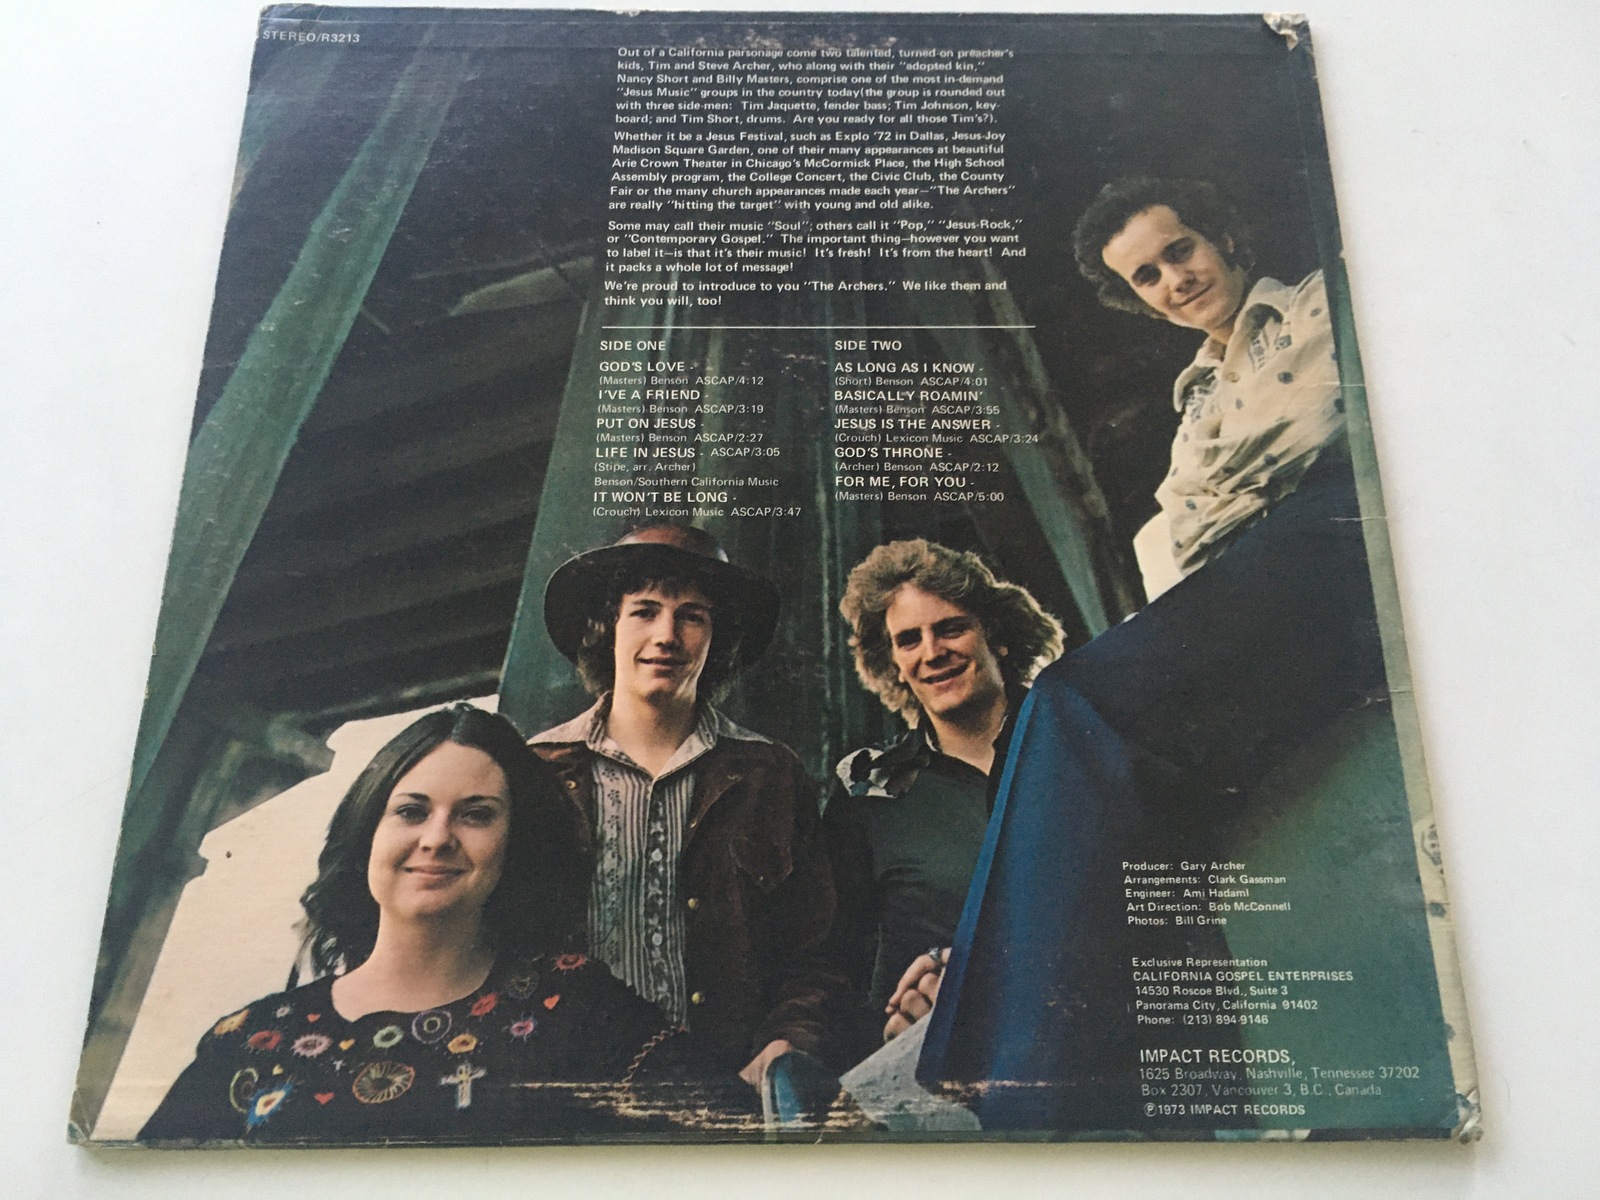 STEREO/R3213
Out of a California parsonage come two talented, turned-on preacher's
kids, Tim and Steve Archer, who along with their "adopted kin,"
Nancy Short and Billy Masters, comprise one of the most in-demand
"Jesus Music" groups in the country today(the group is rounded out
with three side-men: Tim Jaquette, fender bass; Tim Johnson, key-
board; and Tim Short, drums. Are you ready for all those Tim's?).
Whether it be a Jesus Festival, such as Explo '72 in Dallas, Jesus-Joy
Madison Square Garden, one of their many appearances at beautiful
Arie Crown Theater in Chicago's McCormick Place, the High School
Assembly program, the College Concert, the Civic Club, the County
Fair or the many church appearances made each year—"The Archers"
are really "hitting the target" with young and old alike.
Some may call their music "Soul"; others call it "Pop," "Jesus-Rock,"
or "Contemporary Gospel." The important thing—however you want
to label it—is that it's their music! It's fresh! It's from the heart! And
it packs a whole lot of message!
We're proud to introduce to you "The Archers." We like them and
think you will, too!
SIDE ONE
GOD'S LOVE -
(Masters) Benson ASCAP/4:12
I'VE A FRIEND -
(Masters) Benson ASCAP/3:19
PUT ON JESUS -
(Masters) Benson ASCAP/2:27
LIFE IN JESUS - ASCAP/3:05
(Stipe, arr. Archer)
Benson/Southern California Music
IT WON'T BE LONG -
(Crouch) Lexicon Music ASCAP/3:47
SIDE TWO
AS LONG AS I KNOW -
(Short) Benson ASCAP/4:01
BASICALLY ROAMIN'
(Masters) Benson ASCAP/3:55
JESUS IS THE ANSWER -
(Crouch) Lexicon Music ASCAP/3:24
GOD'S THRONE -
(Archer) Benson ASCAP/2:12
FOR ME, FOR YOU -
(Masters) Benson ASCAP/5:00
Producer: Gary Archer
Arrangements: Clark Gassman
Engineer: Ami Hadani
Art Direction: Bob McConnell
Photos: Bill Grine
Exclusive Representation
CALIFORNIA GOSPEL ENTERPRISES
14530 Roscoe Blvd., Suite 3
Panorama City, California 91402
Phone: (213) 894-9146
IMPACT RECORDS,
1625 Broadway, Nashville, Tennessee 37202
Box 2307, Vancouver 3, B.C., Canada
Ⓟ1973 IMPACT RECORDS